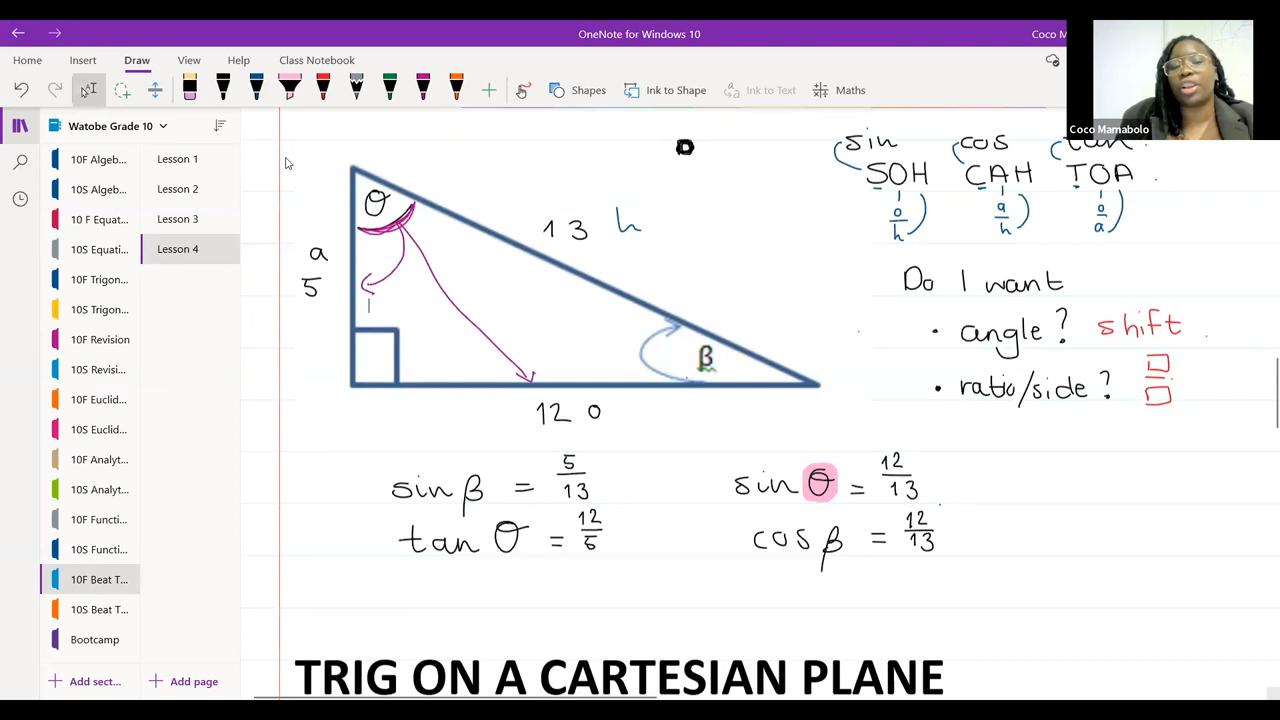 OneNote for Windows 10
Coco M
Home Insert Draw View Help Class Notebook
Shapes Ink to Shape Ink to Text Maths
Coco Mamabolo
Watobe Grade 10
10F Algeb...
10S Algeb...
10 F Equat...
10S Equati...
10F Trigon...
10S Trigon...
10F Revision
10S Revisi...
10F Euclid...
10S Euclid...
10F Analyt...
10S Analyt...
10F Functi...
10S Functi...
10F Beat T...
10S Beat T...
Bootcamp
Add sect...
Lesson 1
Lesson 2
Lesson 3
Lesson 4
Add page
sin cos tan
SOH CAH TOA
o/h a/h o/a
θ
13 h
a
5
β
12 o
Do I want
• angle? shift
• ratio/side?
sin β = 5/13 sin θ = 12/13
tan θ = 12/5 cos β = 12/13
TRIG ON A CARTESIAN PLANE